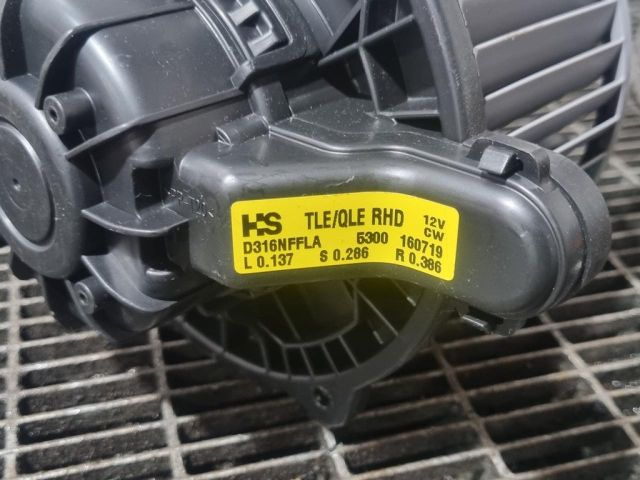 HS TLE/QLE RHD 12V CW
D316NFFLA 5300 160719
L 0.137 S 0.286 R 0.386